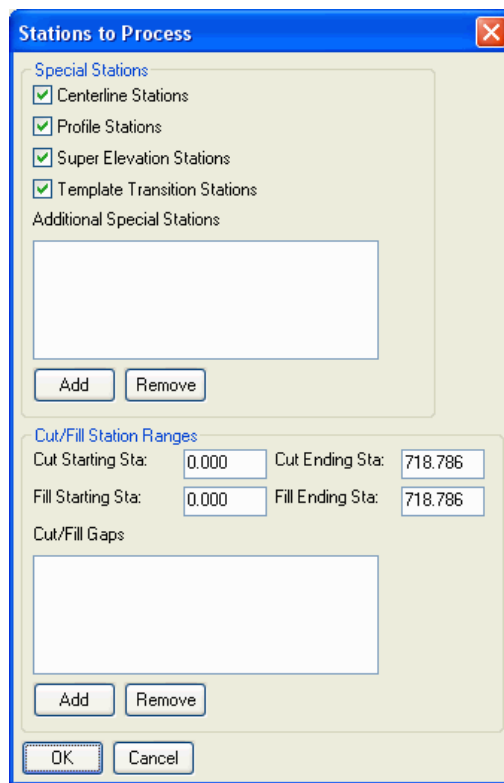 Stations to Process
Special Stations
Centerline Stations
Profile Stations
Super Elevation Stations
Template Transition Stations
Additional Special Stations
Add Remove
Cut/Fill Station Ranges
Cut Starting Sta: 0.000 Cut Ending Sta: 718.786
Fill Starting Sta: 0.000 Fill Ending Sta: 718.786
Cut/Fill Gaps
Add Remove
OK Cancel